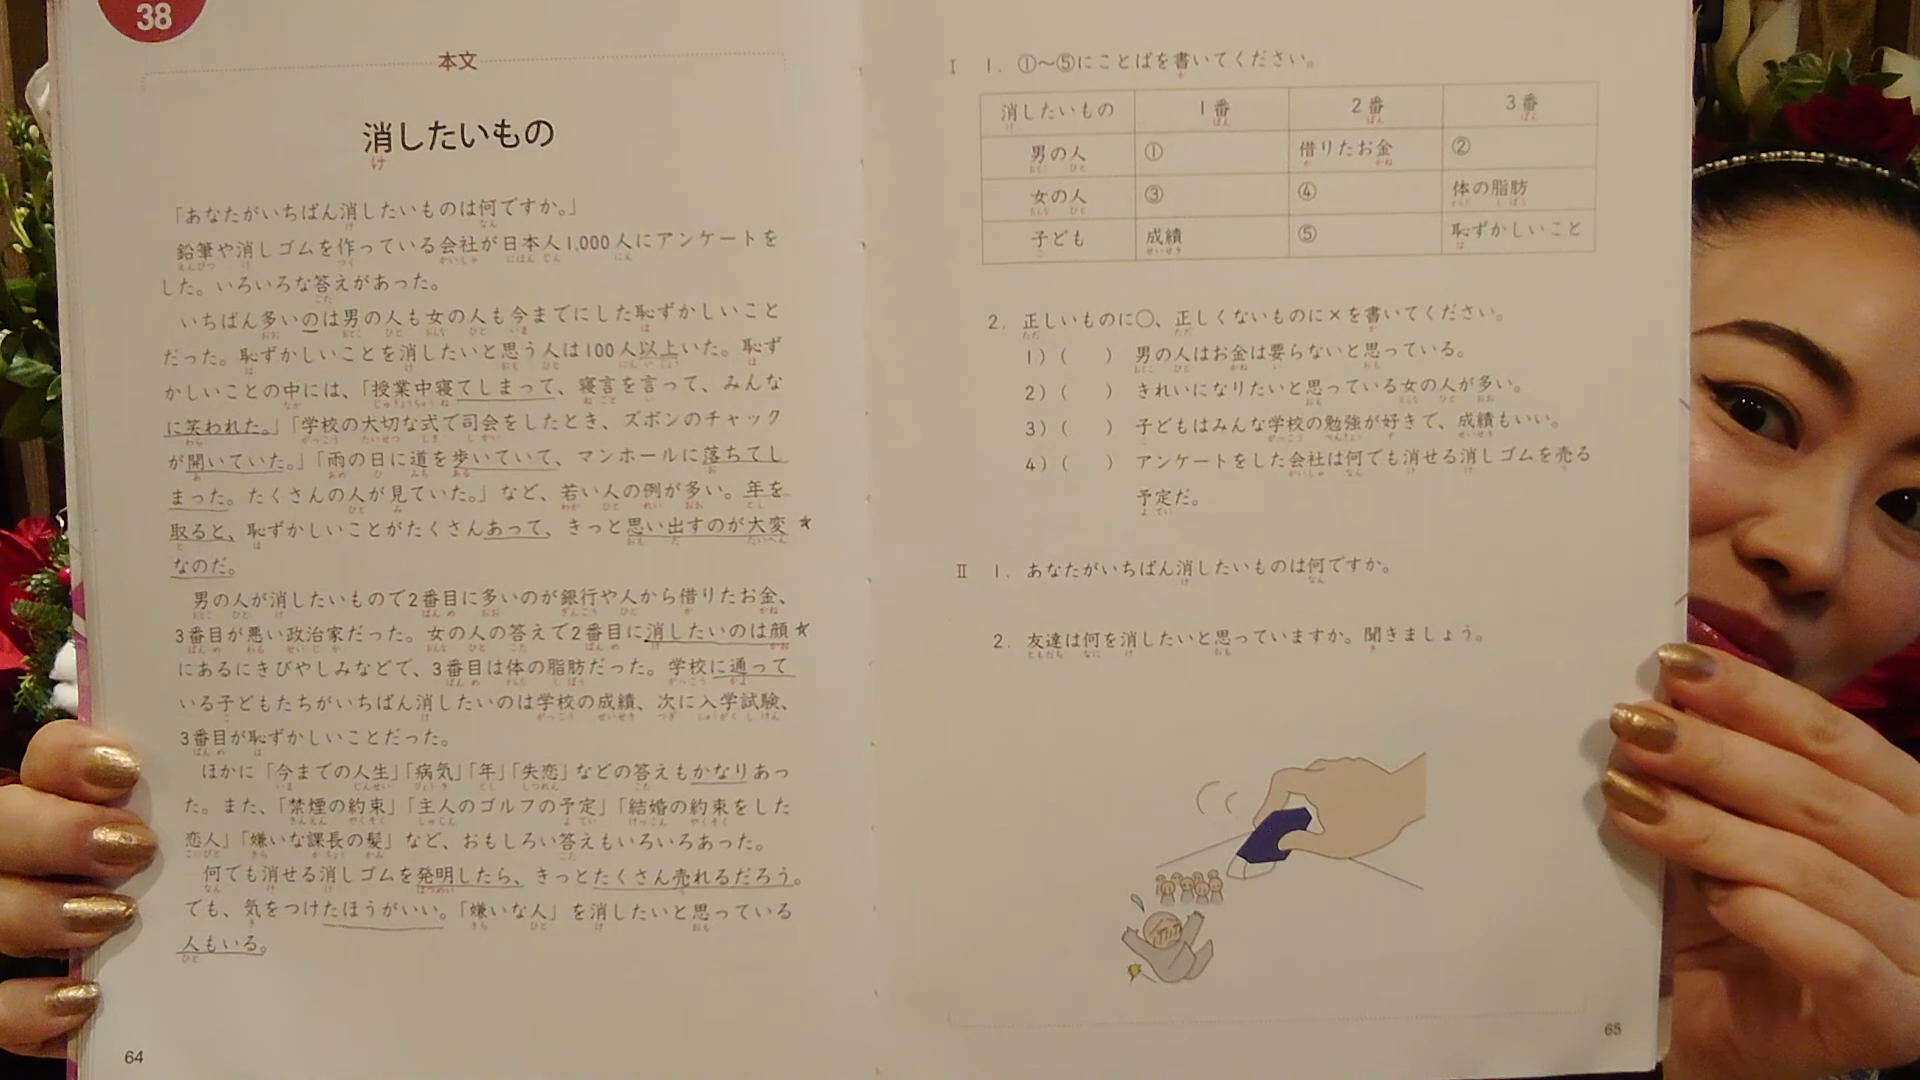 38
本文
消したいもの
「あなたがいちばん消したいものは何ですか。」
鉛筆や消しゴムを作っている会社が日本人1,000人にアンケートを
した。いろいろな答えがあった。
いちばん多いのは男の人も女の人も今までにした恥ずかしいこと
だった。恥ずかしいことを消したいと思う人は100人以上いた。恥ず
かしいことの中には、「授業中寝てしまって、寝言を言って、みんな
に笑われた。」「学校の大切な式で司会をしたとき、ズボンのチャック
が開いていた。」「雨の日に道を歩いていて、マンホールに落ちてし
まった。たくさんの人が見ていた。」など、若い人の例が多い。年を
取ると、恥ずかしいことがたくさんあって、きっと思い出すのが大変
なのだ。
男の人が消したいもので2番目に多いのが銀行や人から借りたお金、
3番目が悪い政治家だった。女の人の答えで2番目に消したいのは顔
にあるにきびやしみなどで、3番目は体の脂肪だった。学校に通って
いる子どもたちがいちばん消したいのは学校の成績、次に入学試験、
3番目が恥ずかしいことだった。
ほかに「今までの人生」「病気」「年」「失恋」などの答えもかなりあっ
た。また、「禁煙の約束」「主人のゴルフの予定」「結婚の約束をした
恋人」「嫌いな課長の髪」など、おもしろい答えもいろいろあった。
何でも消せる消しゴムを発明したら、きっとたくさん売れるだろう。
でも、気をつけたほうがいい。「嫌いな人」を消したいと思っている
人もいる。
64
I 1. ①～⑤にことばを書いてください。
消したいもの 1番 2番 3番
男の人 ① 借りたお金 ②
女の人 ③ ④ 体の脂肪
子ども 成績 ⑤ 恥ずかしいこと
2. 正しいものに○、正しくないものに×を書いてください。
1) ( ) 男の人はお金は要らないと思っている。
2) ( ) きれいになりたいと思っている女の人が多い。
3) ( ) 子どもはみんな学校の勉強が好きで、成績もいい。
4) ( ) アンケートをした会社は何でも消せる消しゴムを売る
予定だ。
II 1. あなたがいちばん消したいものは何ですか。
2. 友達は何を消したいと思っていますか。聞きましょう。
65